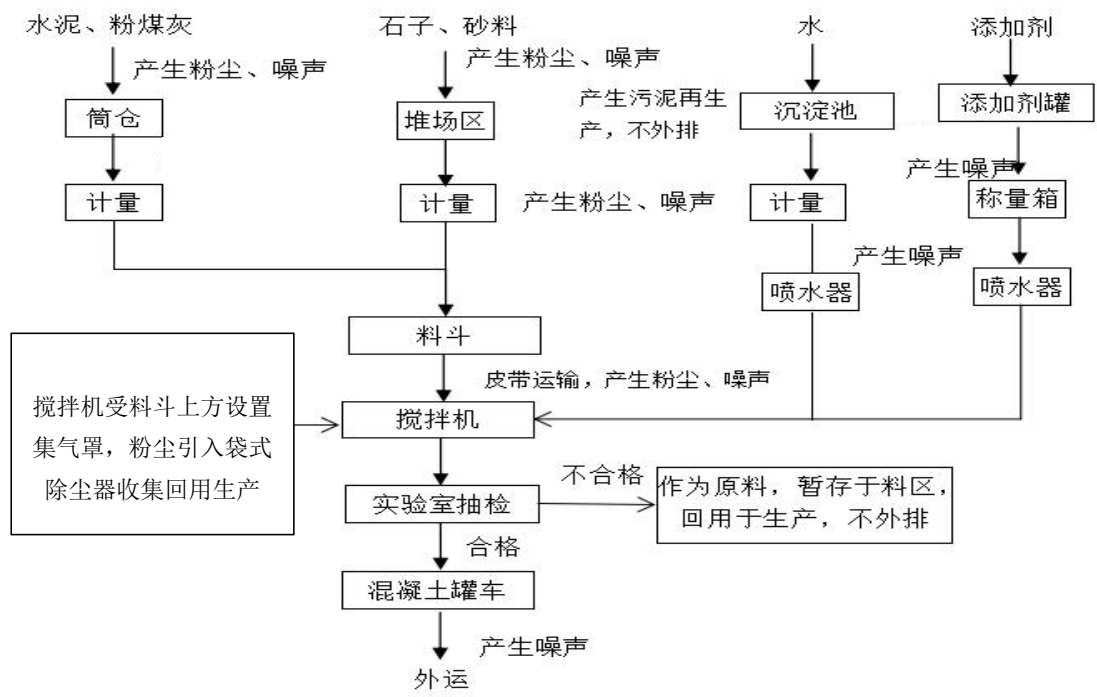 水泥、粉煤灰
石子、砂料
水
添加剂
产生粉尘、噪声
产生粉尘、噪声
筒仓
堆场区
产生污泥再生
产，不外排
沉淀池
添加剂罐
产生噪声
计量
计量
产生粉尘、噪声
计量
称量箱
产生噪声
喷水器
喷水器
料斗
皮带运输，产生粉尘、噪声
搅拌机受料斗上方设置
集气罩，粉尘引入袋式
除尘器收集回用生产
搅拌机
不合格
实验室抽检
作为原料，暂存于料区，
回用于生产，不外排
合格
混凝土罐车
产生噪声
外运